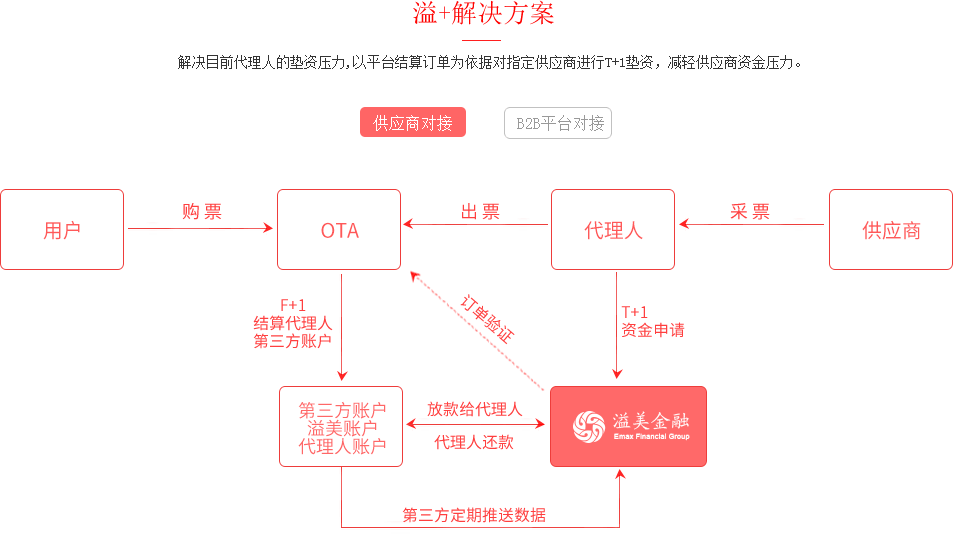 溢+解决方案
解决目前代理人的垫资压力,以平台结算订单为依据对指定供应商进行T+1垫资，减轻供应商资金压力。
供应商对接
B2B平台对接
用户
购票
OTA
出票
代理人
采票
供应商
F+1
结算代理人
第三方账户
订单验证
T+1
资金申请
第三方账户
溢美账户
代理人账户
放款给代理人
代理人还款
溢美金融
Emax Financial Group
第三方定期推送数据